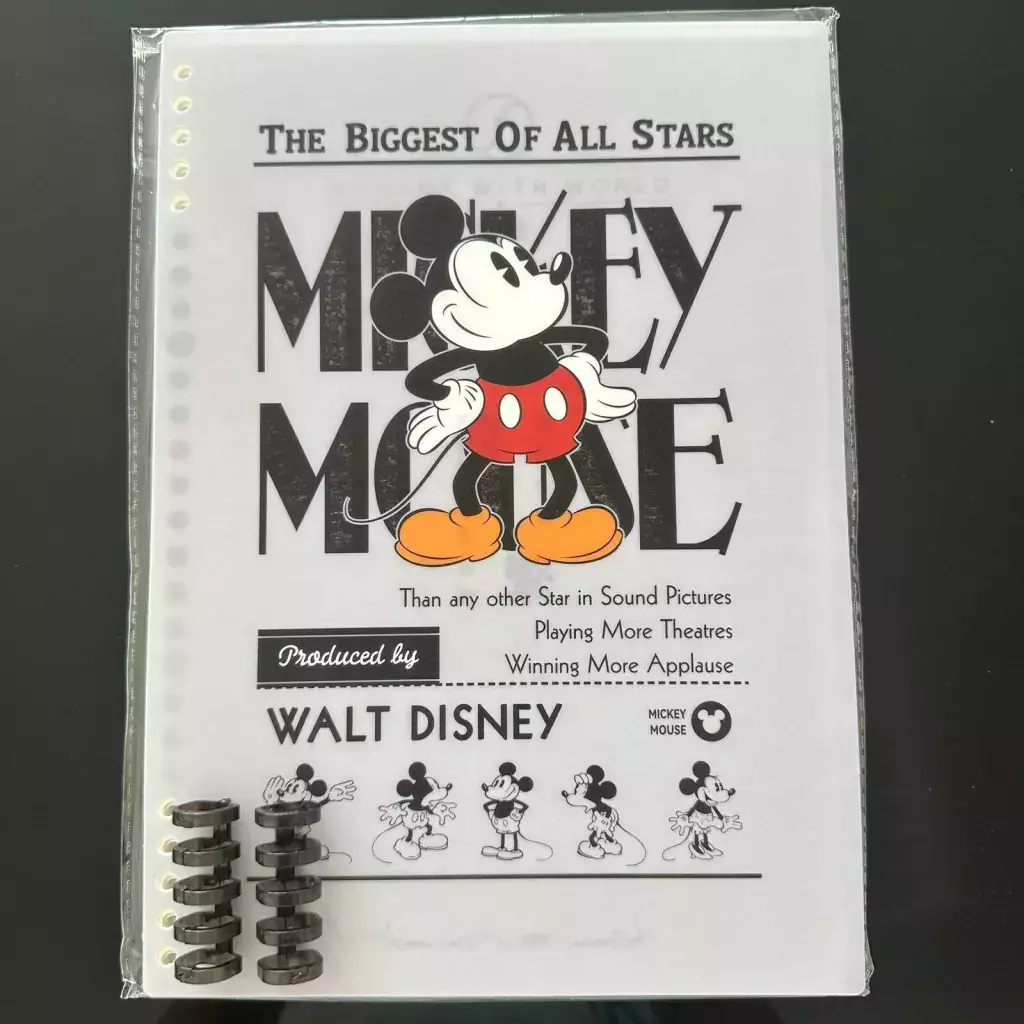 THE BIGGEST OF ALL STARS
MICKEY
MOUSE
Than any other Star in Sound Pictures
Playing More Theatres
Produced by
Winning More Applause
WALT DISNEY
MICKEY
MOUSE